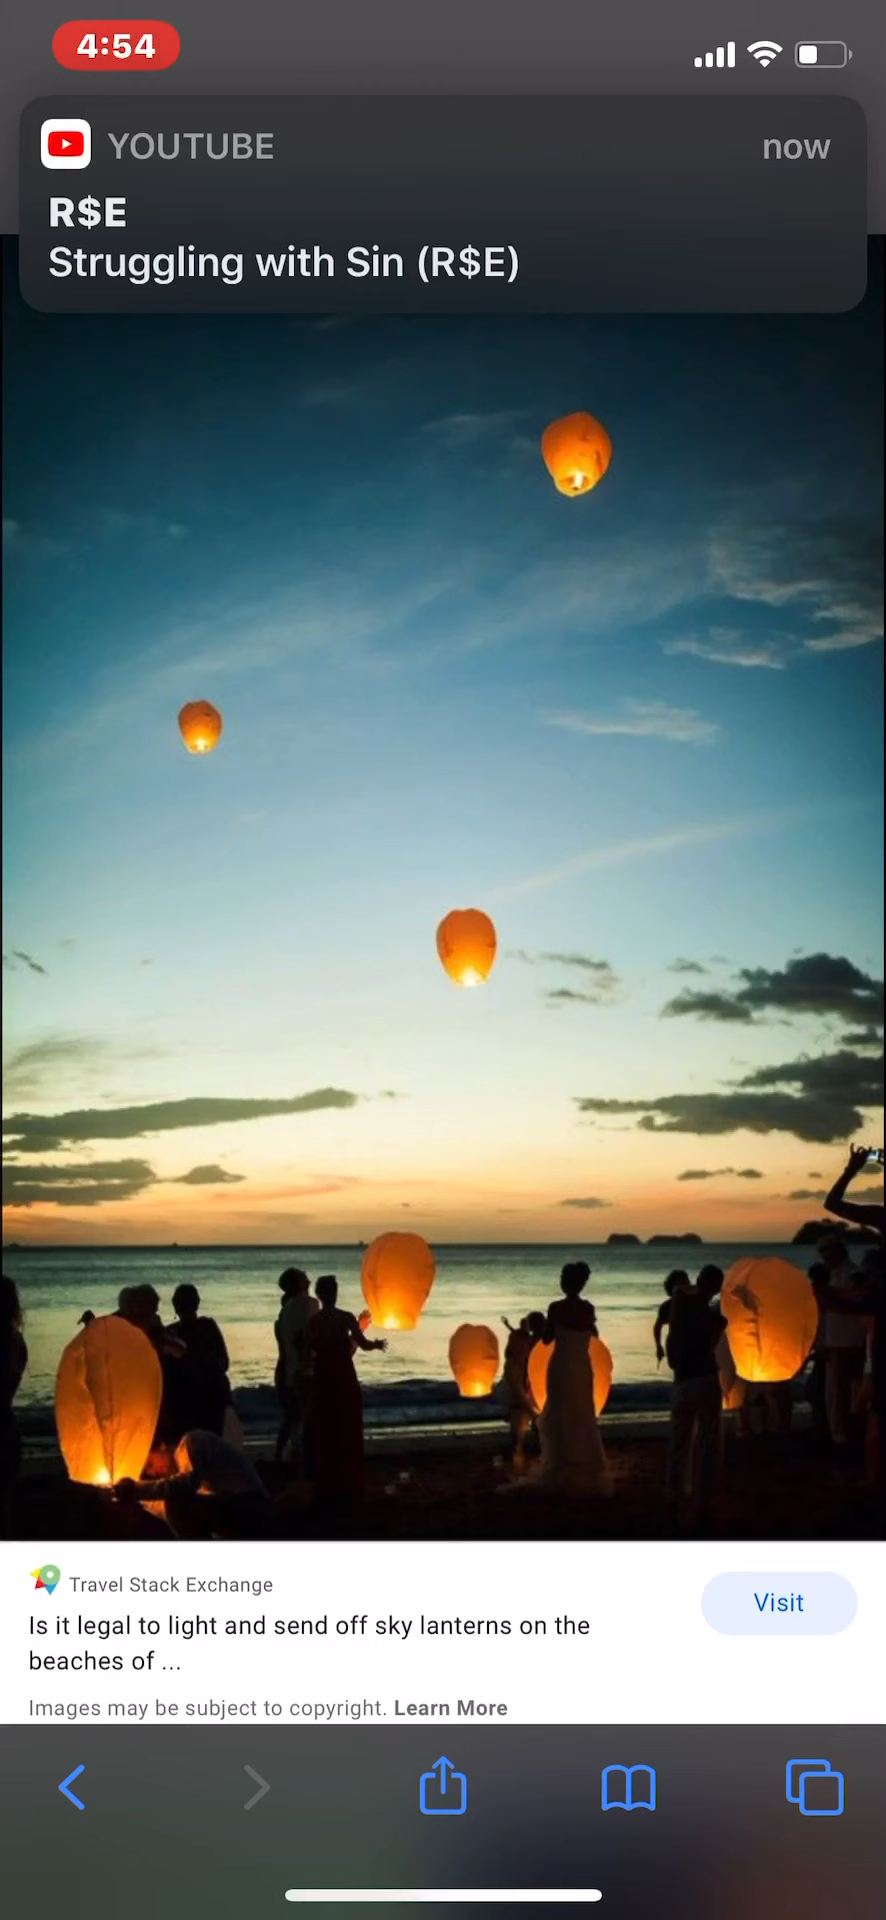 4:54
YOUTUBE
now
R$E
Struggling with Sin (R$E)
Travel Stack Exchange
Is it legal to light and send off sky lanterns on the
beaches of ...
Visit
Images may be subject to copyright. Learn More